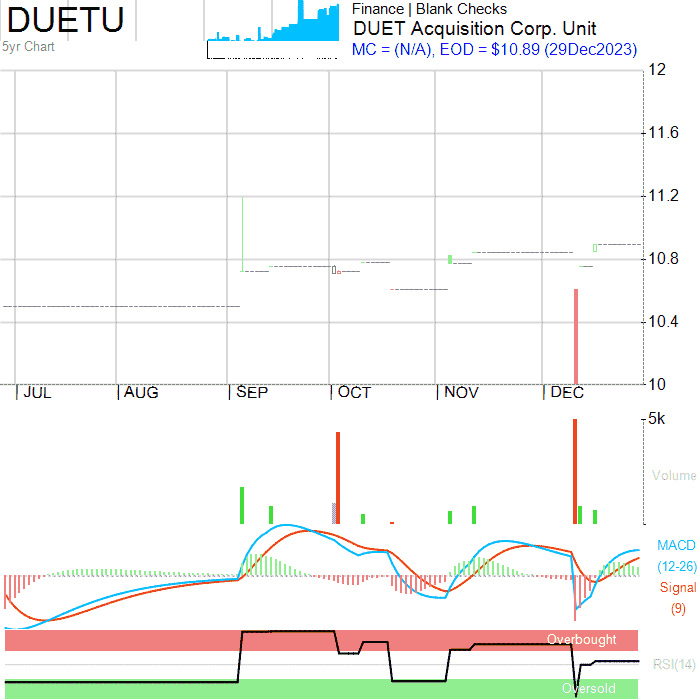 DUETU
5yr Chart
Finance | Blank Checks
DUET Acquisition Corp. Unit
MC = (N/A), EOD = $10.89 (29Dec2023)
12
11.6
11.2
10.8
10.4
10
JUL
AUG
SEP
OCT
NOV
DEC
5k
Volume
MACD
(12-26)
Signal
(9)
Overbought
RSI(14)
Oversold